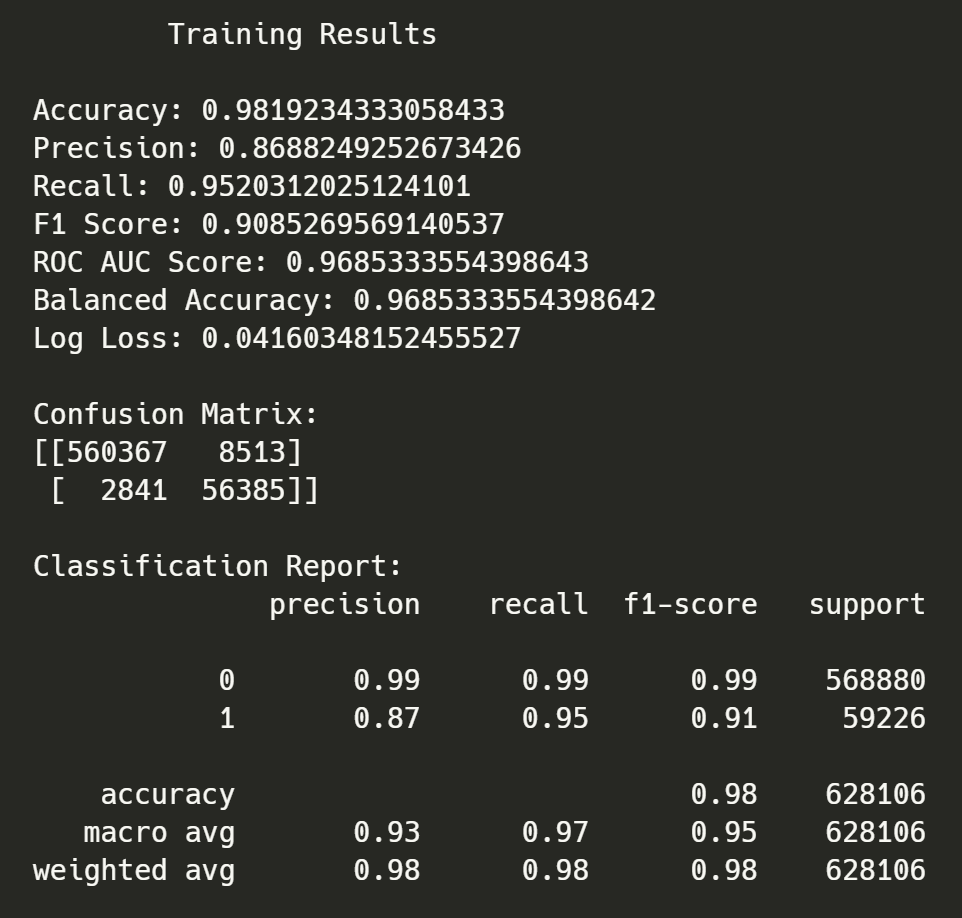 Training Results
Accuracy: 0.9819234333058433
Precision: 0.8688249252673426
Recall: 0.9520312025124101
F1 Score: 0.9085269569140537
ROC AUC Score: 0.9685333554398643
Balanced Accuracy: 0.9685333554398642
Log Loss: 0.04160348152455527
Confusion Matrix:
[[560367   8513]
 [  2841  56385]]
Classification Report:
              precision    recall  f1-score   support
           0       0.99      0.99      0.99    568880
           1       0.87      0.95      0.91     59226
    accuracy                           0.98    628106
   macro avg       0.93      0.97      0.95    628106
weighted avg       0.98      0.98      0.98    628106